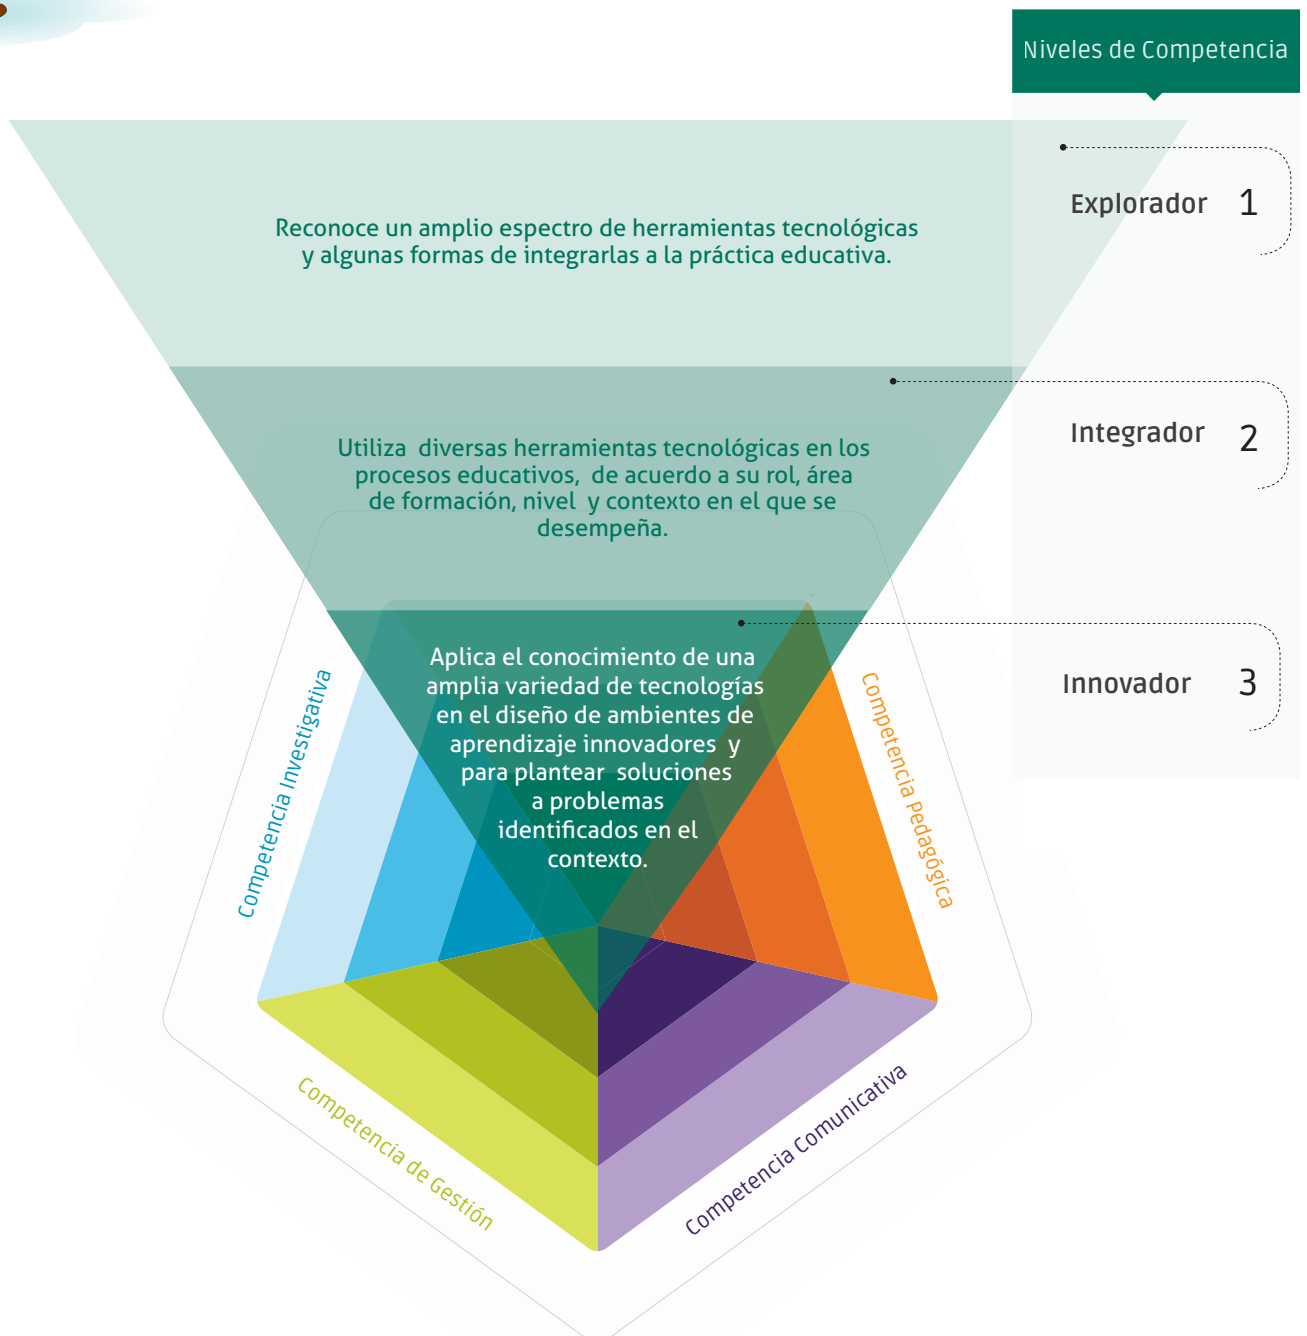 Niveles de Competencia
Explorador 1
Reconoce un amplio espectro de herramientas tecnológicas
y algunas formas de integrarlas a la práctica educativa.
Integrador 2
Utiliza diversas herramientas tecnológicas en los
procesos educativos, de acuerdo a su rol, área
de formación, nivel y contexto en el que se
desempeña.
Innovador 3
Aplica el conocimiento de una
amplia variedad de tecnologías
en el diseño de ambientes de
aprendizaje innovadores y
para plantear soluciones
a problemas
identificados en el
contexto.
Competencia Investigativa
Competencia Pedagógica
Competencia de Gestión
Competencia Comunicativa